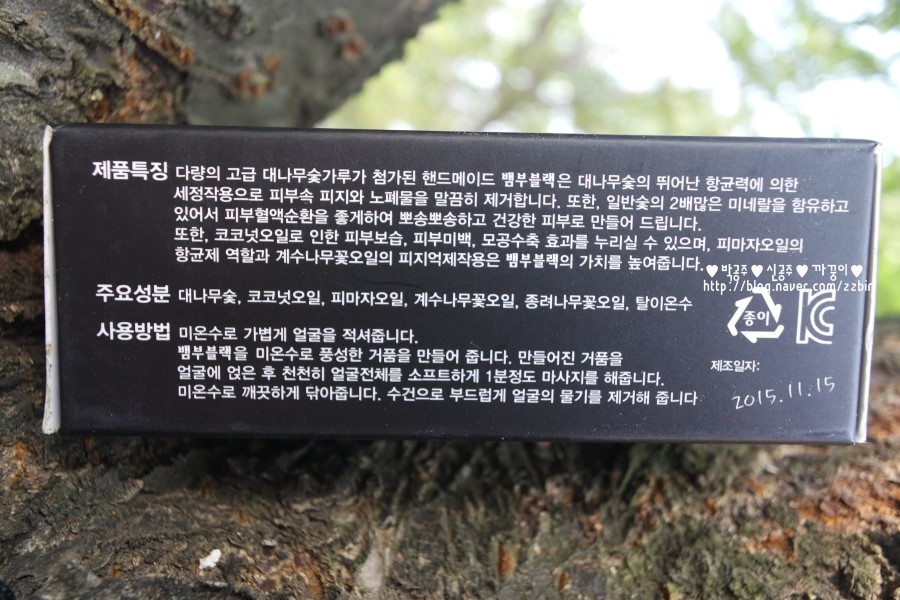 제품특징 다량의 고급 대나무숯가루가 첨가된 핸드메이드 뱀부블랙은 대나무숯의 뛰어난 항균력에 의한
세정작용으로 피부속 피지와 노폐물을 말끔히 제거합니다. 또한, 일반숯의 2배많은 미네랄을 함유하고
있어서 피부혈액순환을 좋게하여 뽀송뽀송하고 건강한 피부로 만들어 드립니다.
또한, 코코넛오일로 인한 피부보습, 피부미백, 모공수축 효과를 누리실 수 있으며, 피마자오일의
항균제 역할과 계수나무꽃오일의 피지억제작용은 뱀부블랙의 가치를 높여줍니다.
♥박공주♥신공주♥까꿍이♥
http://blog.naver.com/zzbir
주요성분 대나무숯, 코코넛오일, 피마자오일, 계수나무꽃오일, 종려나무꽃오일, 탈이온수
종이
사용방법 미온수로 가볍게 얼굴을 적셔줍니다.
뱀부블랙을 미온수로 풍성한 거품을 만들어 줍니다. 만들어진 거품을
얼굴에 얹은 후 천천히 얼굴전체를 소프트하게 1분정도 마사지를 해줍니다.
미온수로 깨끗하게 닦아줍니다. 수건으로 부드럽게 얼굴의 물기를 제거해 줍니다
제조일자:
2015.11.15